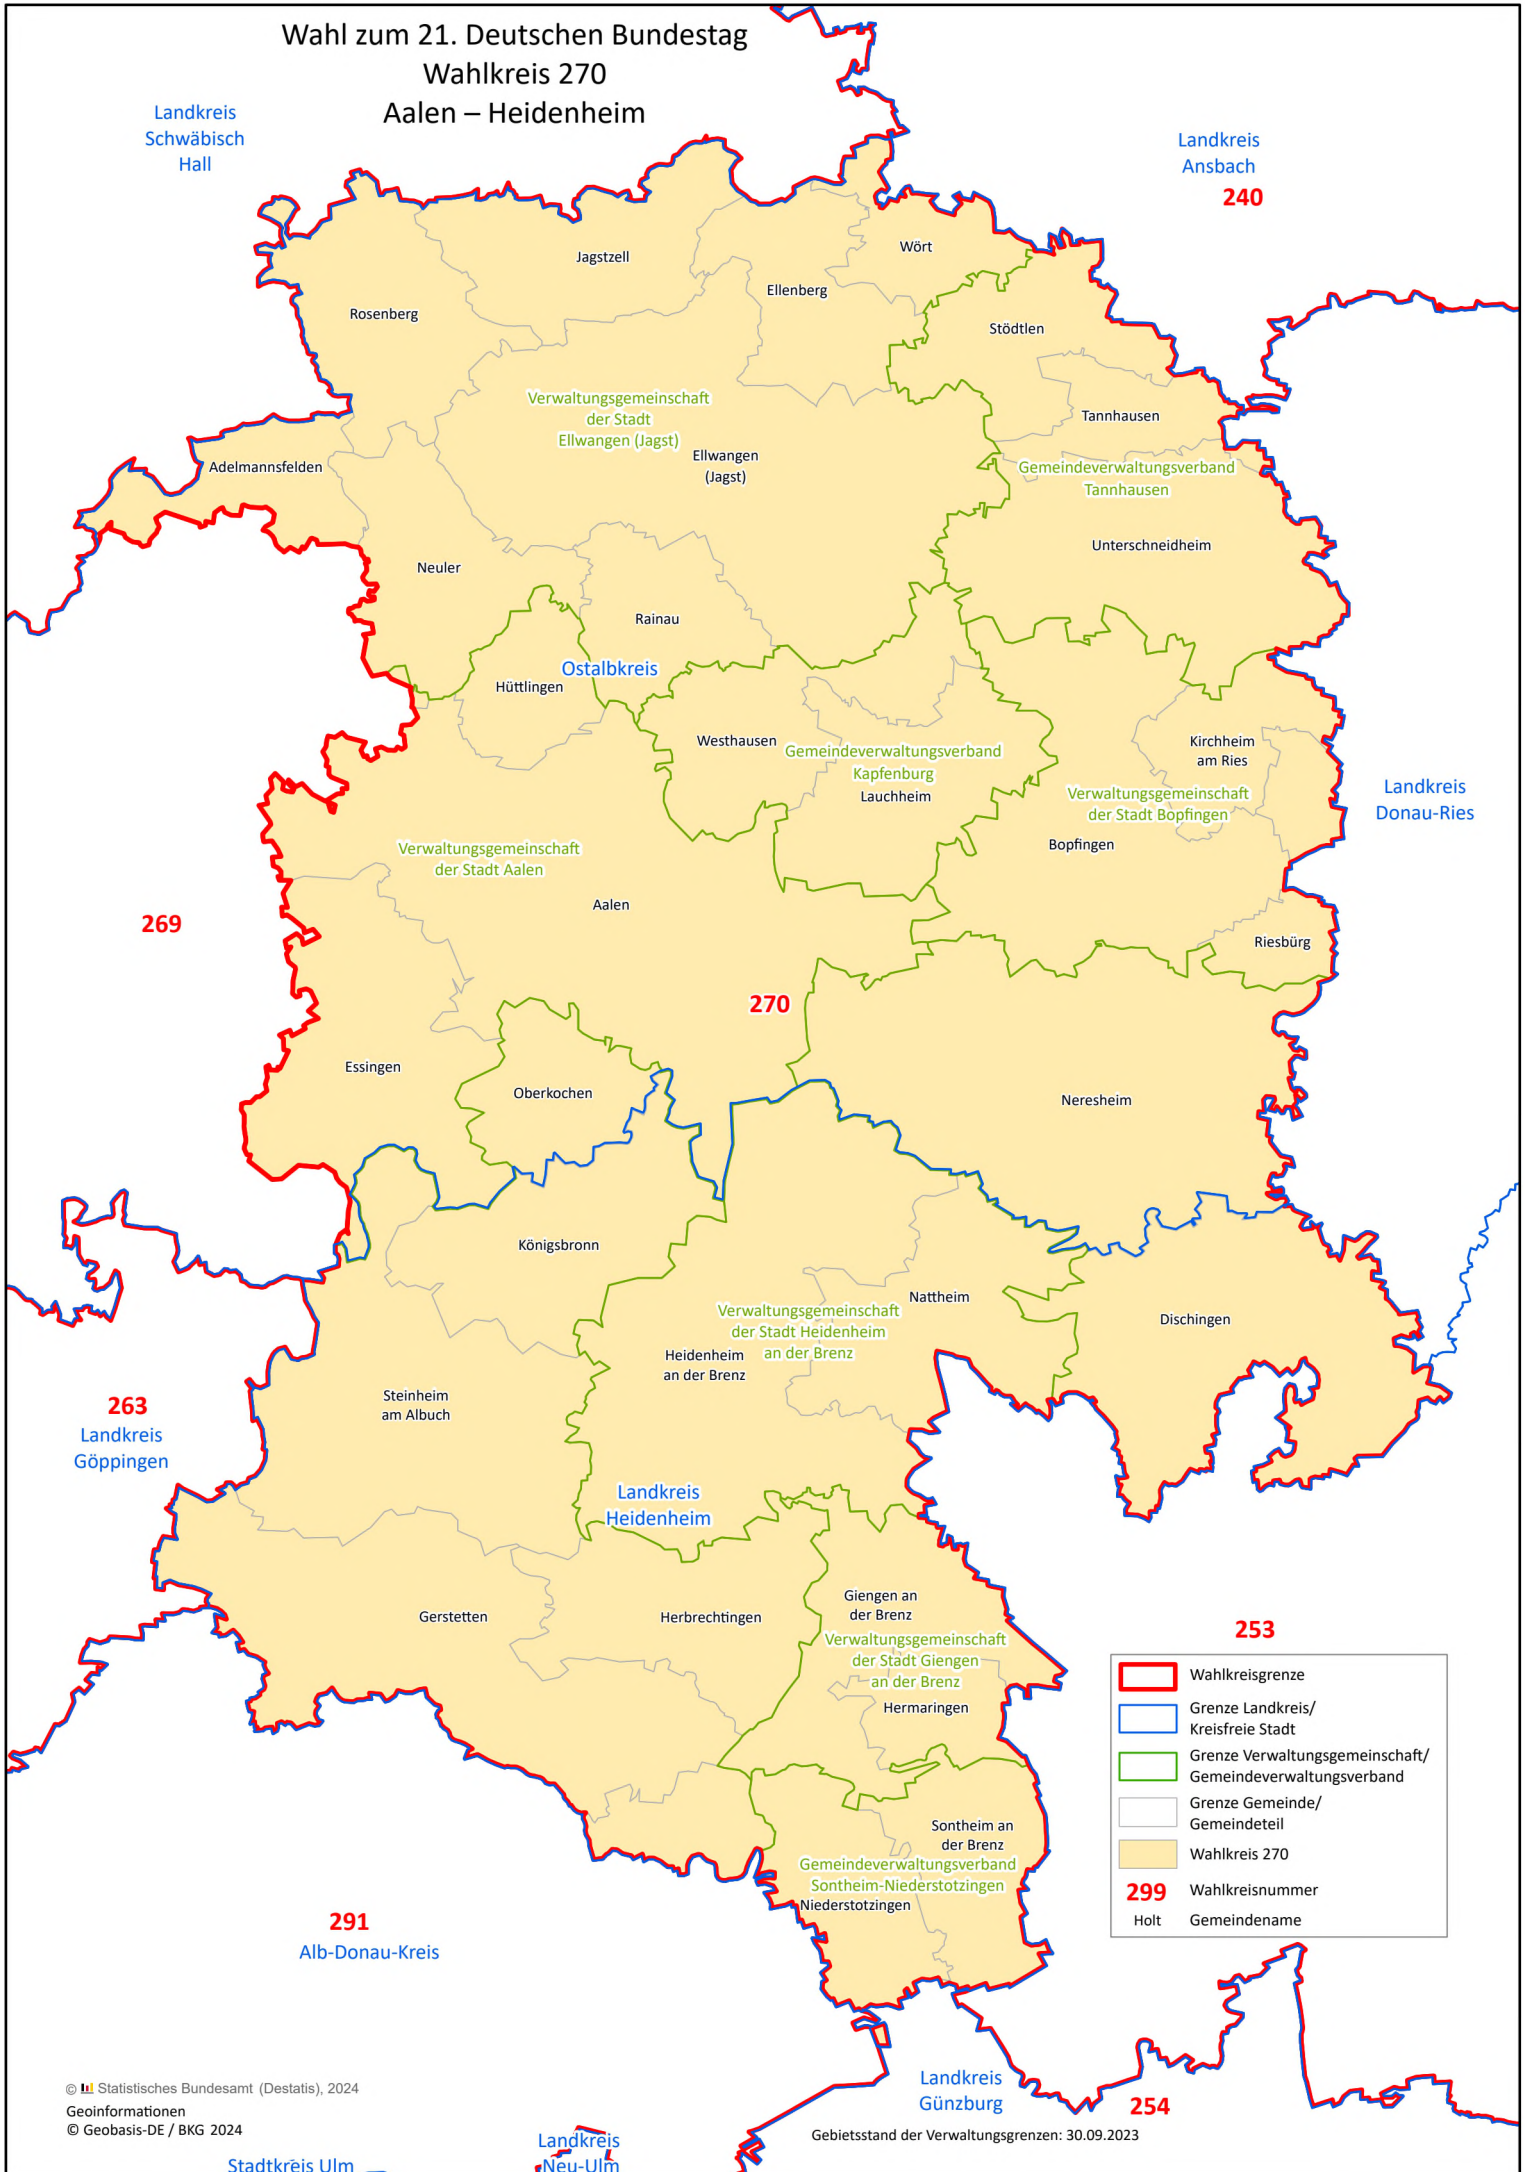 Wahl zum 21. Deutschen Bundestag
Wahlkreis 270
Aalen – Heidenheim
Landkreis
Schwäbisch
Hall
Landkreis
Ansbach
240
Wört
Jagstzell
Ellenberg
Rosenberg
Stödtlen
Verwaltungsgemeinschaft
der Stadt
Ellwangen (Jagst)
Tannhausen
Ellwangen
(Jagst)
Adelmannsfelden
Gemeindeverwaltungsverband
Tannhausen
Unterschneidheim
Neuler
Rainau
Ostalbkreis
Hüttlingen
Westhausen
Gemeindeverwaltungsverband
Kapfenburg
Lauchheim
Kirchheim
am Ries
Verwaltungsgemeinschaft
der Stadt Bopfingen
Bopfingen
Landkreis
Donau-Ries
Verwaltungsgemeinschaft
der Stadt Aalen
Aalen
269
Riesbürg
270
Essingen
Oberkochen
Neresheim
Königsbronn
Nattheim
Verwaltungsgemeinschaft
der Stadt Heidenheim
an der Brenz
Heidenheim
an der Brenz
Dischingen
Steinheim
am Albuch
263
Landkreis
Göppingen
Landkreis
Heidenheim
Giengen an
der Brenz
Gerstetten
Herbrechtingen
Verwaltungsgemeinschaft
der Stadt Giengen
an der Brenz
Hermaringen
253
Wahlkreisgrenze
Grenze Landkreis/
Kreisfreie Stadt
Grenze Verwaltungsgemeinschaft/
Gemeindeverwaltungsverband
Grenze Gemeinde/
Gemeindeteil
Wahlkreis 270
299 Wahlkreisnummer
Holt Gemeindename
Sontheim an
der Brenz
Gemeindeverwaltungsverband
Sontheim-Niederstotzingen
Niederstotzingen
291
Alb-Donau-Kreis
Landkreis
Günzburg
254
© Statistisches Bundesamt (Destatis), 2024
Geoinformationen
© Geobasis-DE / BKG 2024
Gebietsstand der Verwaltungsgrenzen: 30.09.2023
Landkreis
Neu-Ulm
Stadtkreis Ulm